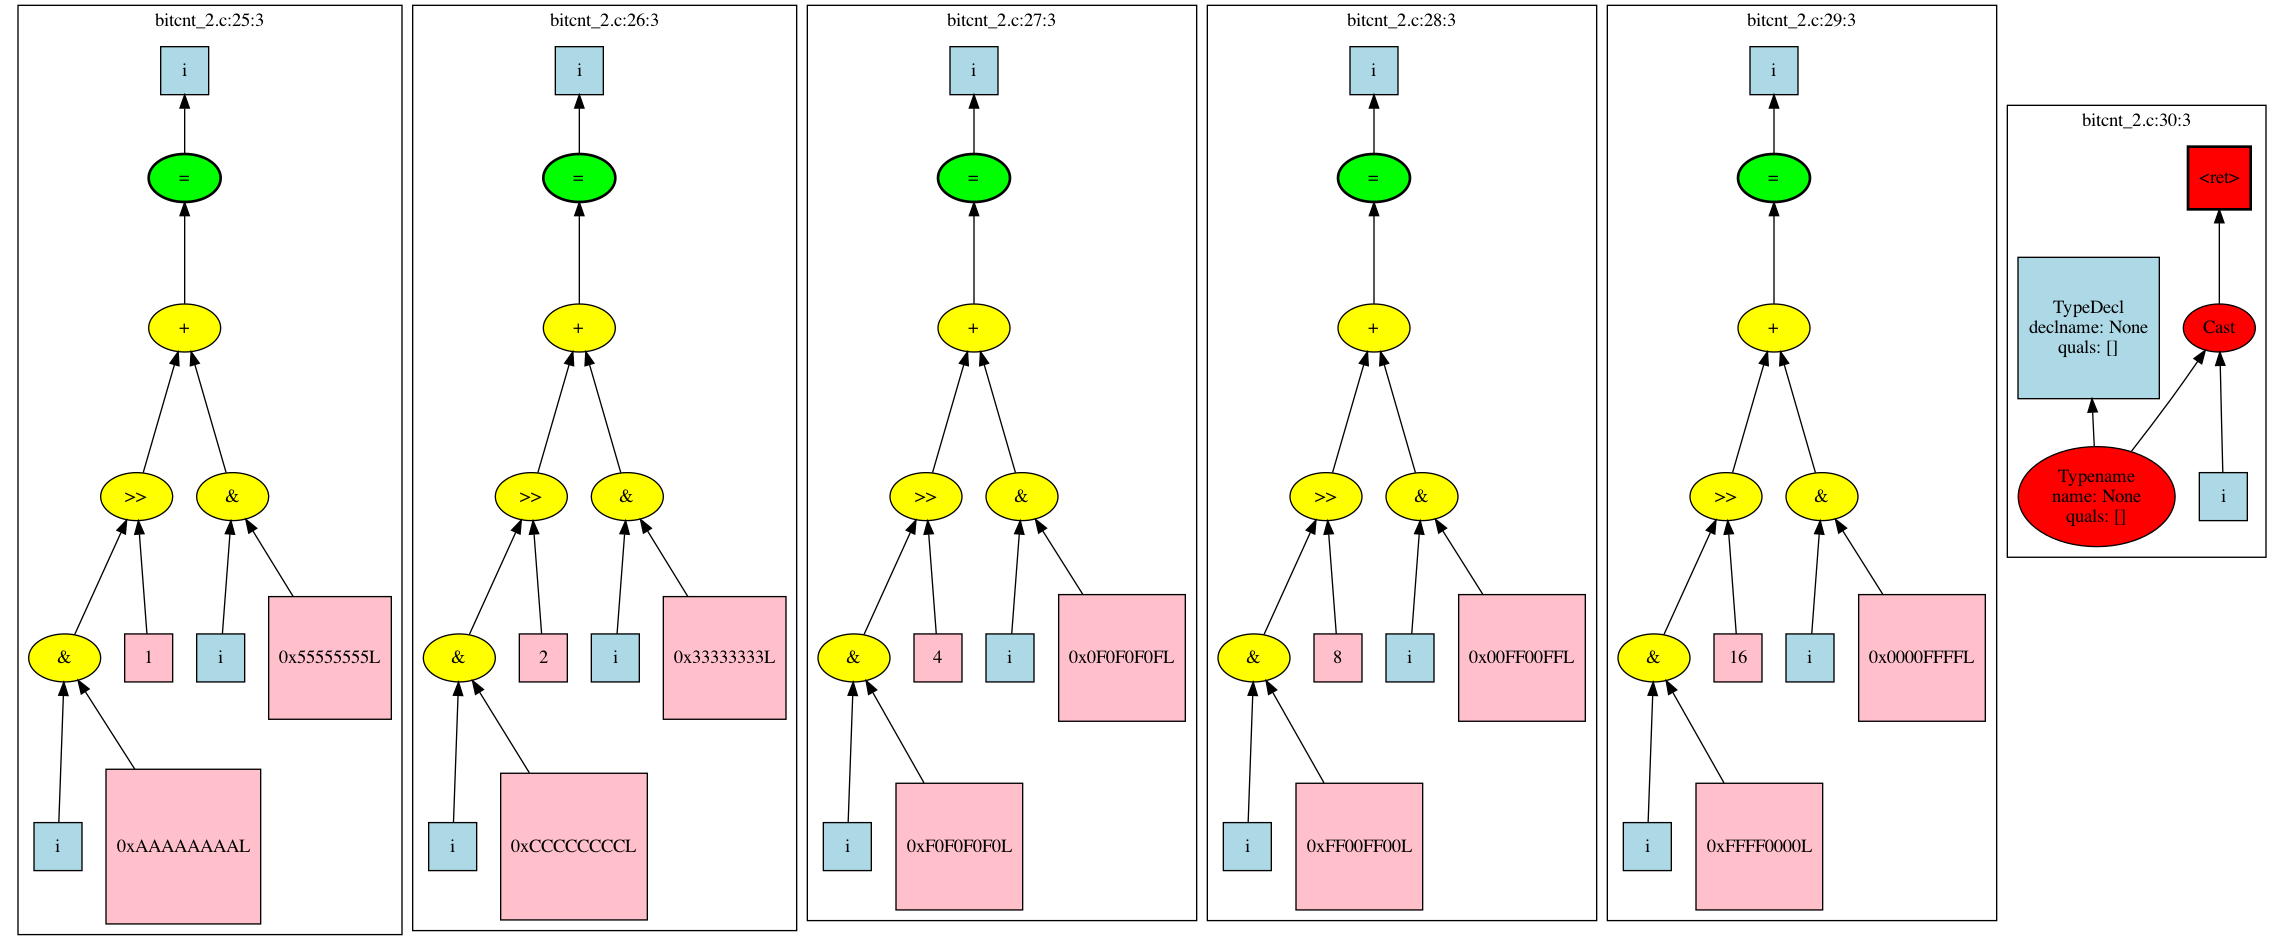 bitcnt_2.c:25:3
i
=
+
>>
&
&
1
i
0x55555555L
i
0xAAAAAAAAL
bitcnt_2.c:26:3
i
=
+
>>
&
&
2
i
0x33333333L
i
0xCCCCCCCCL
bitcnt_2.c:27:3
i
=
+
>>
&
&
4
i
0x0F0F0F0FL
i
0xF0F0F0F0L
bitcnt_2.c:28:3
i
=
+
>>
&
&
8
i
0x00FF00FFL
i
0xFF00FF00L
bitcnt_2.c:29:3
i
=
+
>>
&
&
16
i
0x0000FFFFL
i
0xFFFF0000L
bitcnt_2.c:30:3
<ret>
TypeDecl
declname: None
quals: []
Cast
Typename
name: None
quals: []
i